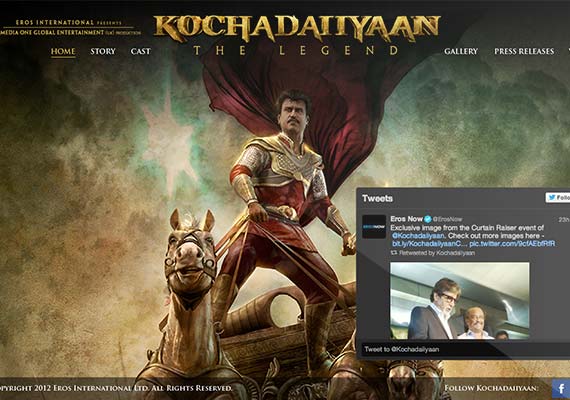 EROS INTERNATIONAL PRESENTS
MEDIA ONE GLOBAL ENTERTAINMENT (UK) PRODUCTION
KOCHADAIIYAAN
THE LEGEND
HOME STORY CAST GALLERY PRESS RELEASES
Tweets
Follo
Eros Now @ErosNow 23h
EROSNOW
Exclusive image from the Curtain Raiser event of
@Kochadaiiyaan. Check out more images here -
bit.ly/KochadaiiyaanC... pic.twitter.com/9cfAEbfRfR
Retweeted by Kochadaiiyaan
Tweet to @Kochadaiiyaan
OPYRIGHT 2012 EROS INTERNATIONAL LTD. ALL RIGHTS RESERVED. FOLLOW KOCHADAIIYAAN: